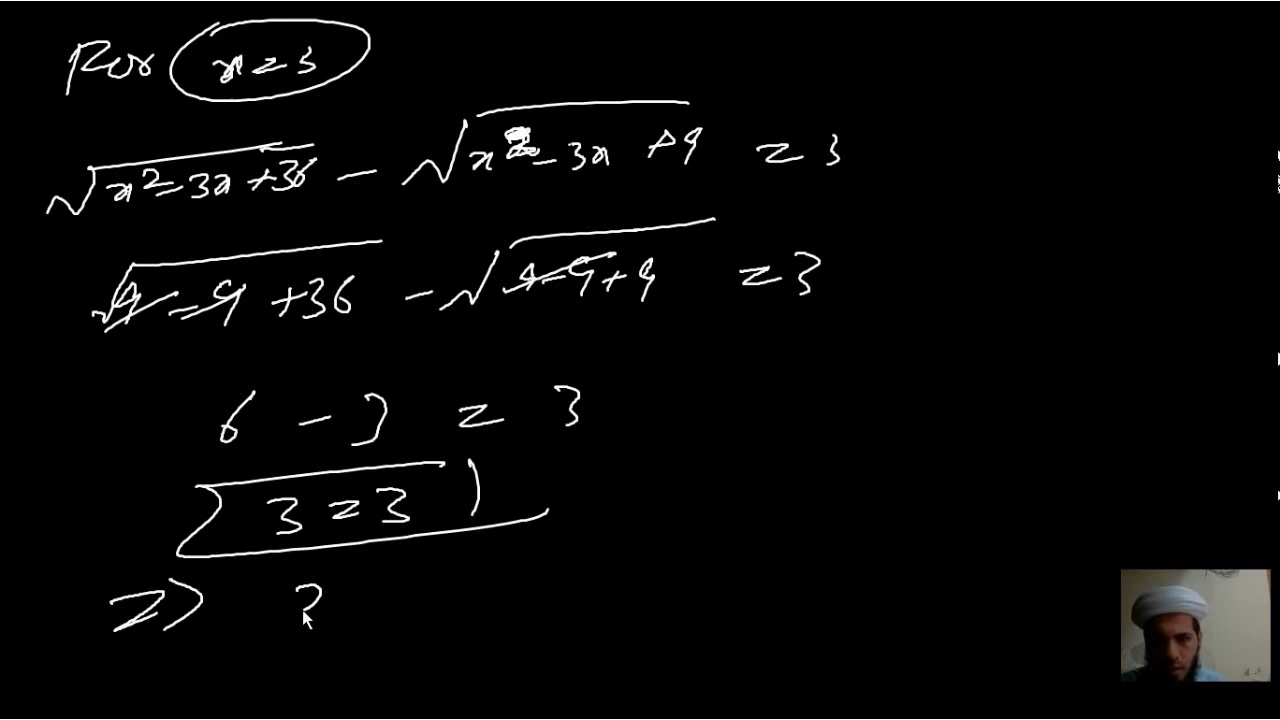 For x = 3
√(x² - 3x + 36) - √(x² - 3x + 9) = 3
√(9 - 9 + 36) - √(9 - 9 + 9) = 3
6 - 3 = 3
3 = 3
=> 3